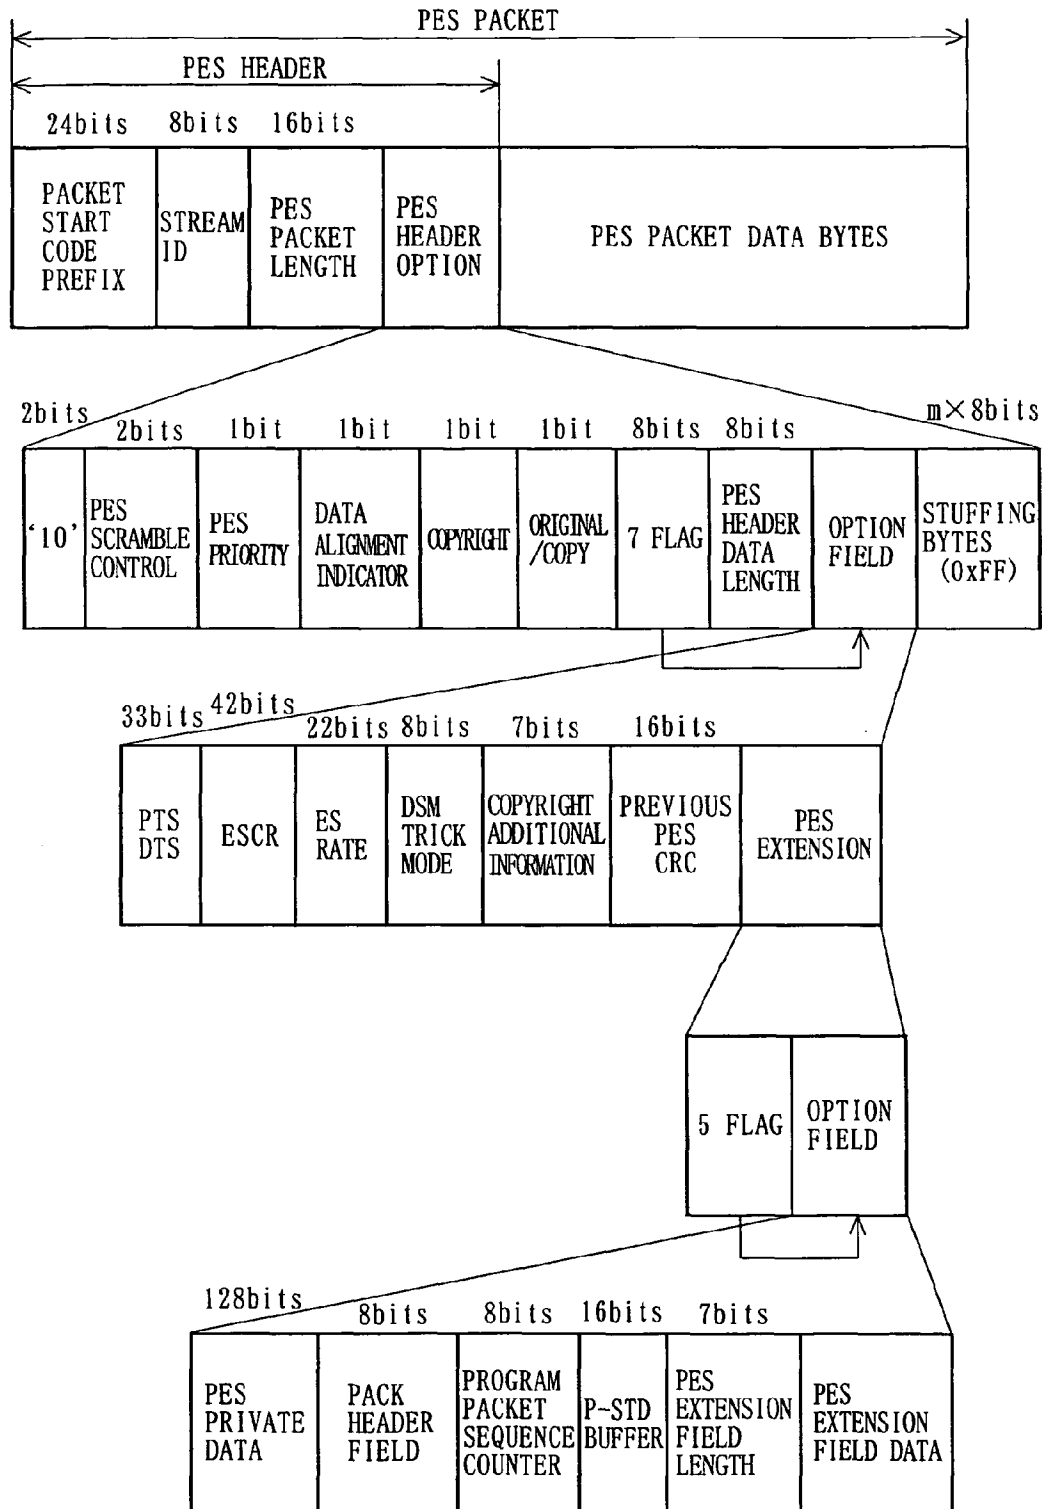 PES PACKET
PES HEADER
24bits 8bits 16bits
PACKET
START
CODE
PREFIX
STREAM
ID
PES
PACKET
LENGTH
PES
HEADER
OPTION
PES PACKET DATA BYTES
2bits 2bits 1bit 1bit 1bit 1bit 8bits 8bits m×8bits
'10'
PES
SCRAMBLE
CONTROL
PES
PRIORITY
DATA
ALIGNMENT
INDICATOR
COPYRIGHT
ORIGINAL
/COPY
7 FLAG
PES
HEADER
DATA
LENGTH
OPTION
FIELD
STUFFING
BYTES
(0xFF)
33bits 42bits 22bits 8bits 7bits 16bits
PTS
DTS
ESCR
ES
RATE
DSM
TRICK
MODE
COPYRIGHT
ADDITIONAL
INFORMATION
PREVIOUS
PES
CRC
PES
EXTENSION
5 FLAG
OPTION
FIELD
128bits 8bits 8bits 16bits 7bits
PES
PRIVATE
DATA
PACK
HEADER
FIELD
PROGRAM
PACKET
SEQUENCE
COUNTER
P-STD
BUFFER
PES
EXTENSION
FIELD
LENGTH
PES
EXTENSION
FIELD DATA